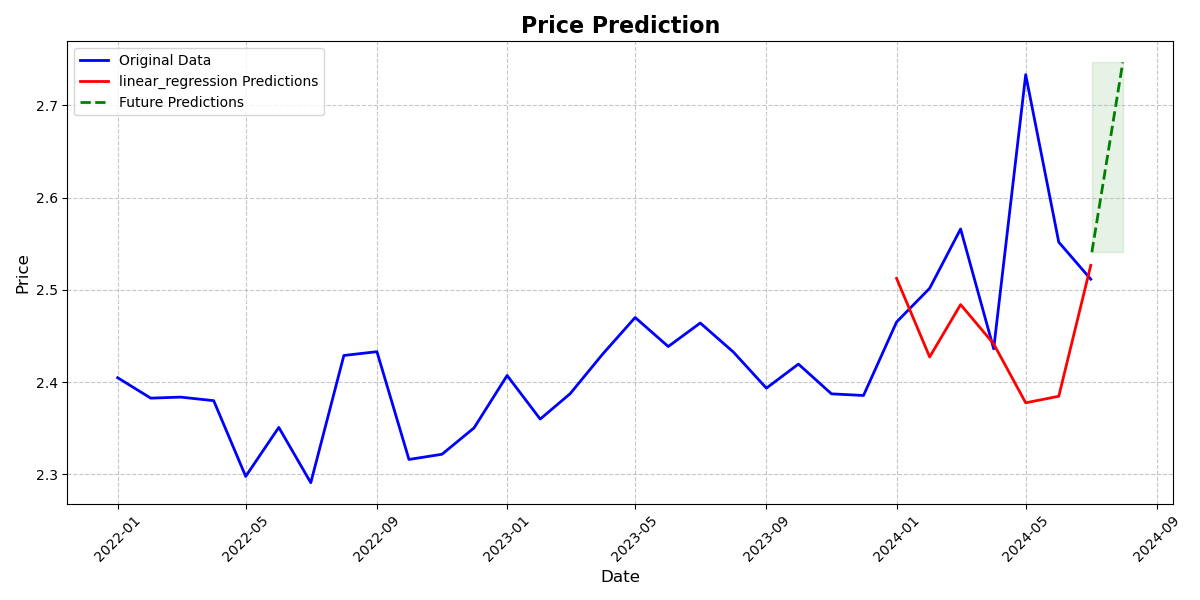 Price Prediction
Original Data
linear_regression Predictions
Future Predictions
Price
2.7
2.6
2.5
2.4
2.3
2022-01
2022-05
2022-09
2023-01
2023-05
2023-09
2024-01
2024-05
2024-09
Date